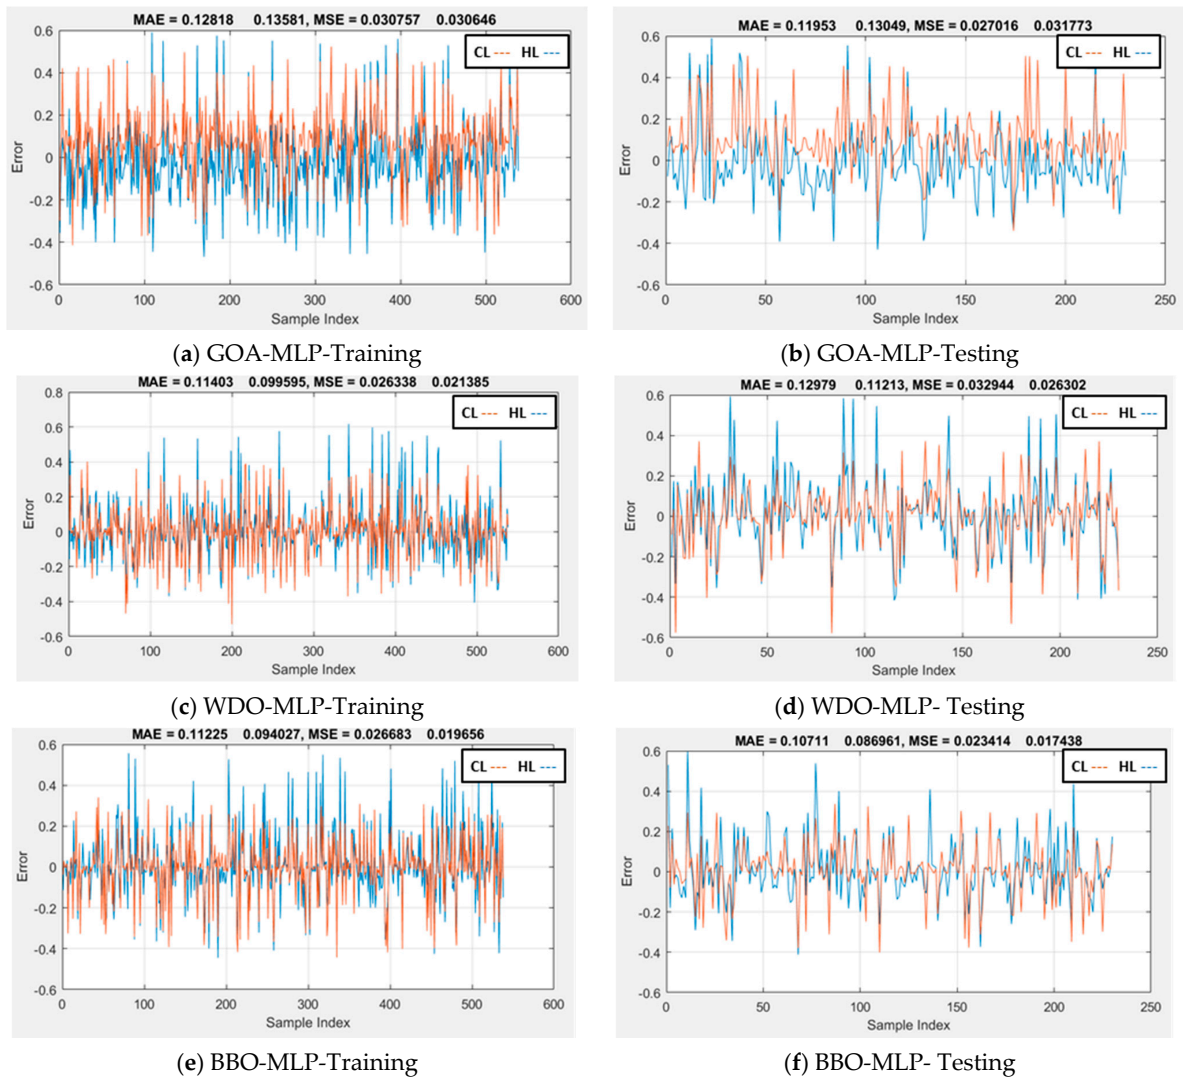 MAE = 0.12818 0.13581, MSE = 0.030757 0.030646
CL --- HL ---
0.6
0.4
0.2
0
-0.2
-0.4
-0.6
Error
0 100 200 300 400 500 600
Sample Index
(a) GOA-MLP-Training
MAE = 0.11953 0.13049, MSE = 0.027016 0.031773
CL --- HL ---
0.6
0.4
0.2
0
-0.2
-0.4
-0.6
Error
0 50 100 150 200 250
Sample Index
(b) GOA-MLP-Testing
MAE = 0.11403 0.099595, MSE = 0.026338 0.021385
CL --- HL ---
0.8
0.6
0.4
0.2
0
-0.2
-0.4
-0.6
Error
0 100 200 300 400 500 600
Sample Index
(c) WDO-MLP-Training
MAE = 0.12979 0.11213, MSE = 0.032944 0.026302
CL --- HL ---
0.6
0.4
0.2
0
-0.2
-0.4
-0.6
Error
0 50 100 150 200 250
Sample Index
(d) WDO-MLP- Testing
MAE = 0.11225 0.094027, MSE = 0.026683 0.019656
CL --- HL ---
0.6
0.4
0.2
0
-0.2
-0.4
-0.6
Error
0 100 200 300 400 500 600
Sample Index
(e) BBO-MLP-Training
MAE = 0.10711 0.086961, MSE = 0.023414 0.017438
CL --- HL ---
0.6
0.4
0.2
0
-0.2
-0.4
-0.6
Error
0 50 100 150 200 250
Sample Index
(f) BBO-MLP- Testing